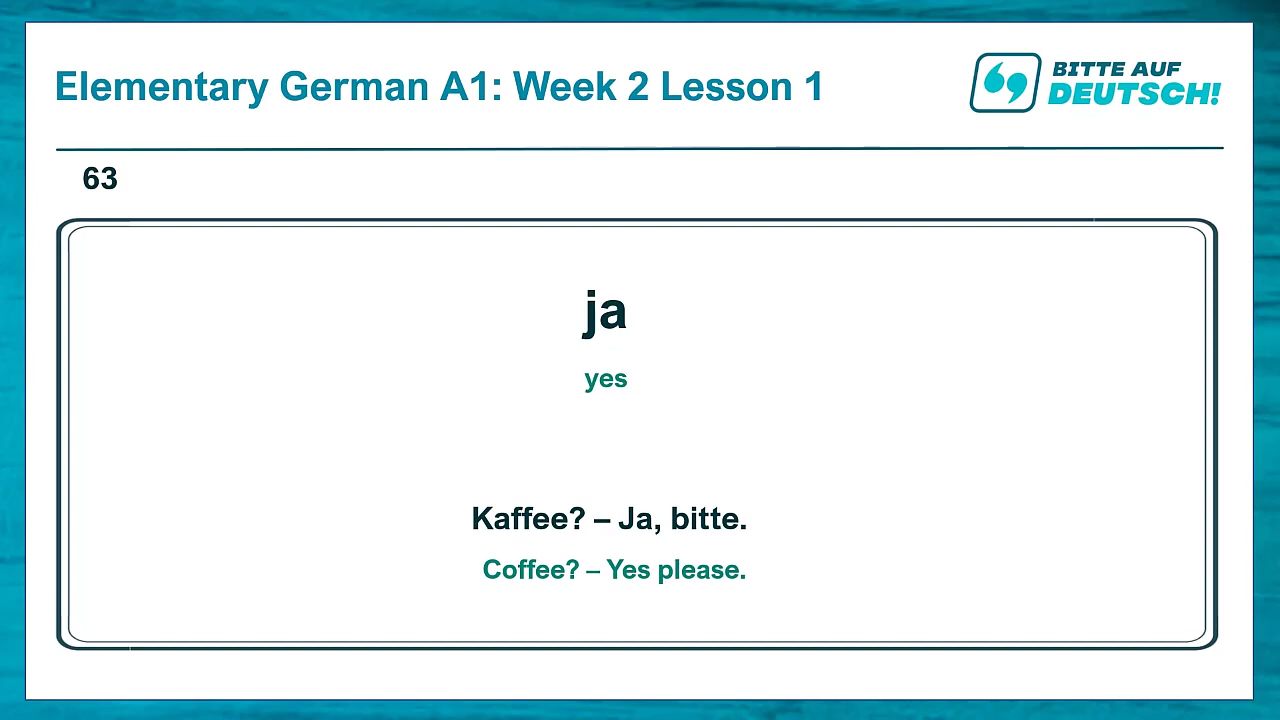 Elementary German A1: Week 2 Lesson 1
BITTE AUF
DEUTSCH!
63
ja
yes
Kaffee? – Ja, bitte.
Coffee? – Yes please.